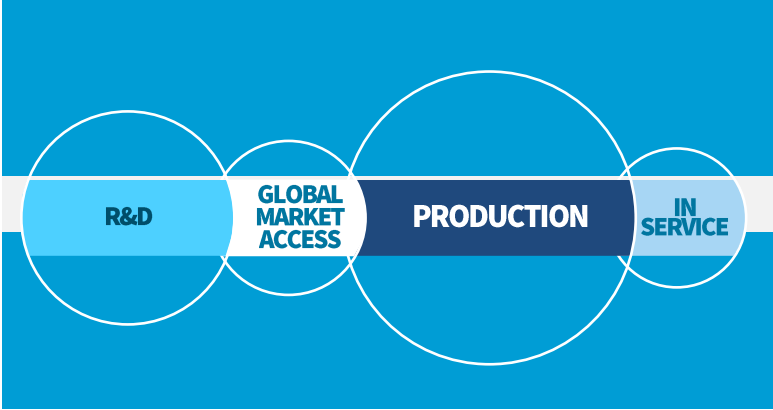 R&D
GLOBAL
MARKET
ACCESS
PRODUCTION
IN
SERVICE